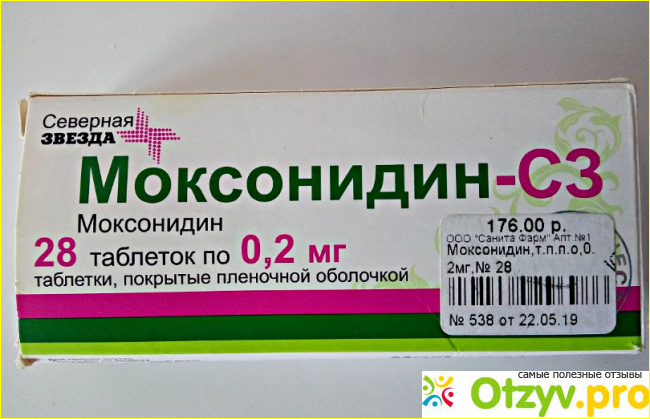 Северная
ЗВЕЗДА
Моксонидин-СЗ
Моксонидин
28 таблеток по 0,2 мг
таблетки, покрытые пленочной оболочкой
176.00 р.
ООО "Санита Фарм" Апт.№1
Моксонидин,т.п.п.о,0.
2мг,№ 28
№ 538 от 22.05.19
самые полезные отзывы
Otzyv.pro